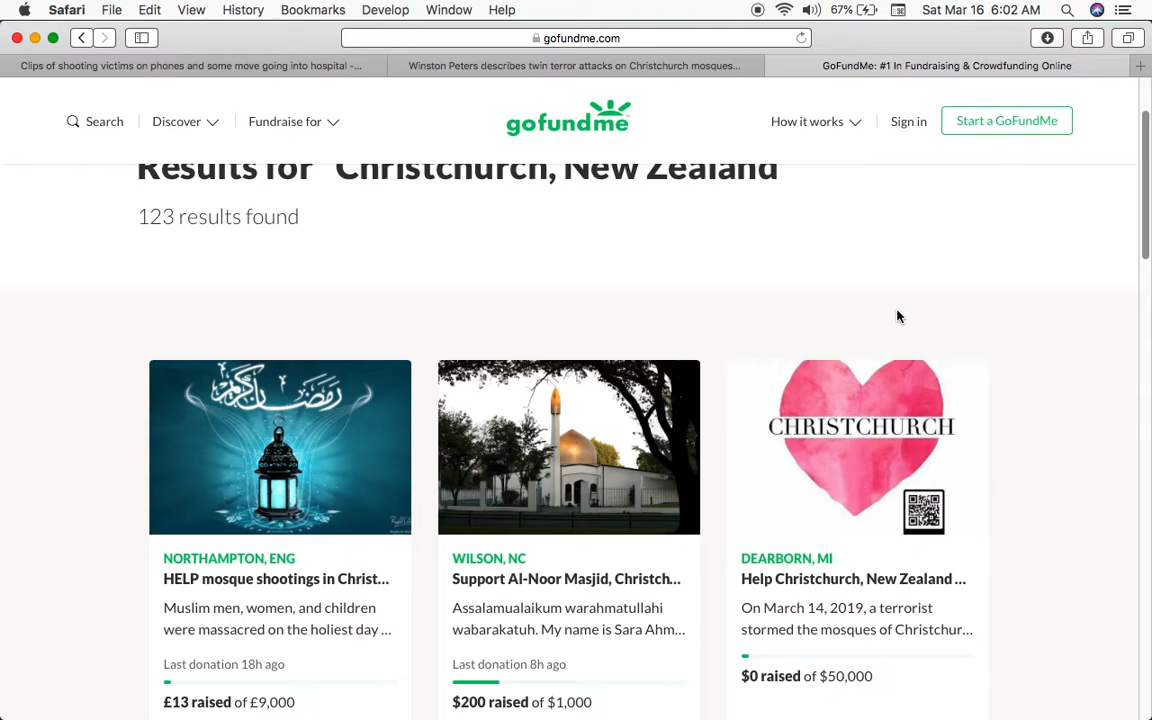 Safari File Edit View History Bookmarks Develop Window Help 67% Sat Mar 16 6:02 AM
gofundme.com
Clips of shooting victims on phones and some move going into hospital -...
Winston Peters describes twin terror attacks on Christchurch mosques...
GoFundMe: #1 In Fundraising & Crowdfunding Online
Search Discover Fundraise for gofundme How it works Sign in Start a GoFundMe
Results for "Christchurch, New Zealand
123 results found
رمضان كريم
CHRISTCHURCH
NORTHAMPTON, ENG
HELP mosque shootings in Christ...
Muslim men, women, and children
were massacred on the holiest day ...
Last donation 18h ago
£13 raised of £9,000
WILSON, NC
Support Al-Noor Masjid, Christch...
Assalamualaikum warahmatullahi
wabarakatuh. My name is Sara Ahm...
Last donation 8h ago
$200 raised of $1,000
DEARBORN, MI
Help Christchurch, New Zealand ...
On March 14, 2019, a terrorist
stormed the mosques of Christchur...
$0 raised of $50,000